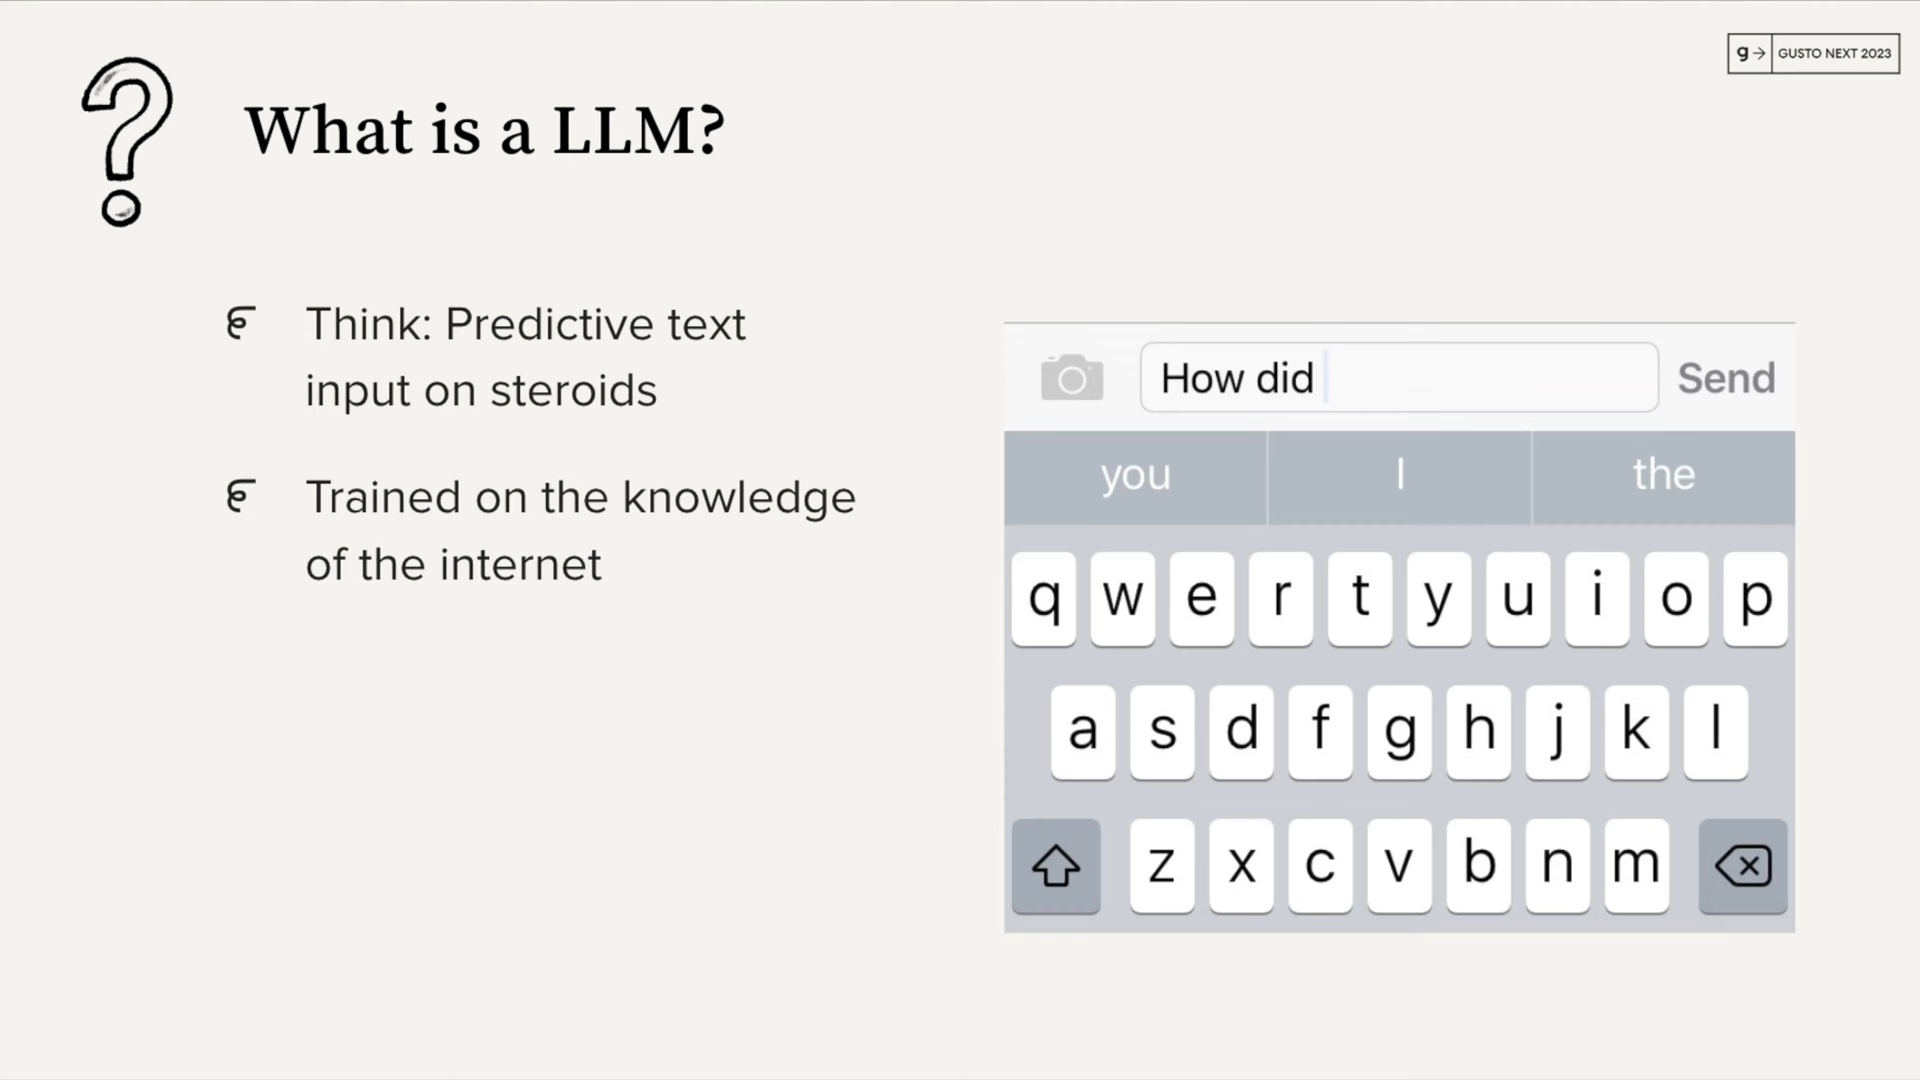 g→ GUSTO NEXT 2023
?
What is a LLM?
Think: Predictive text
input on steroids
Trained on the knowledge
of the internet
How did
Send
you I the
q w e r t y u i o p
a s d f g h j k l
z x c v b n m